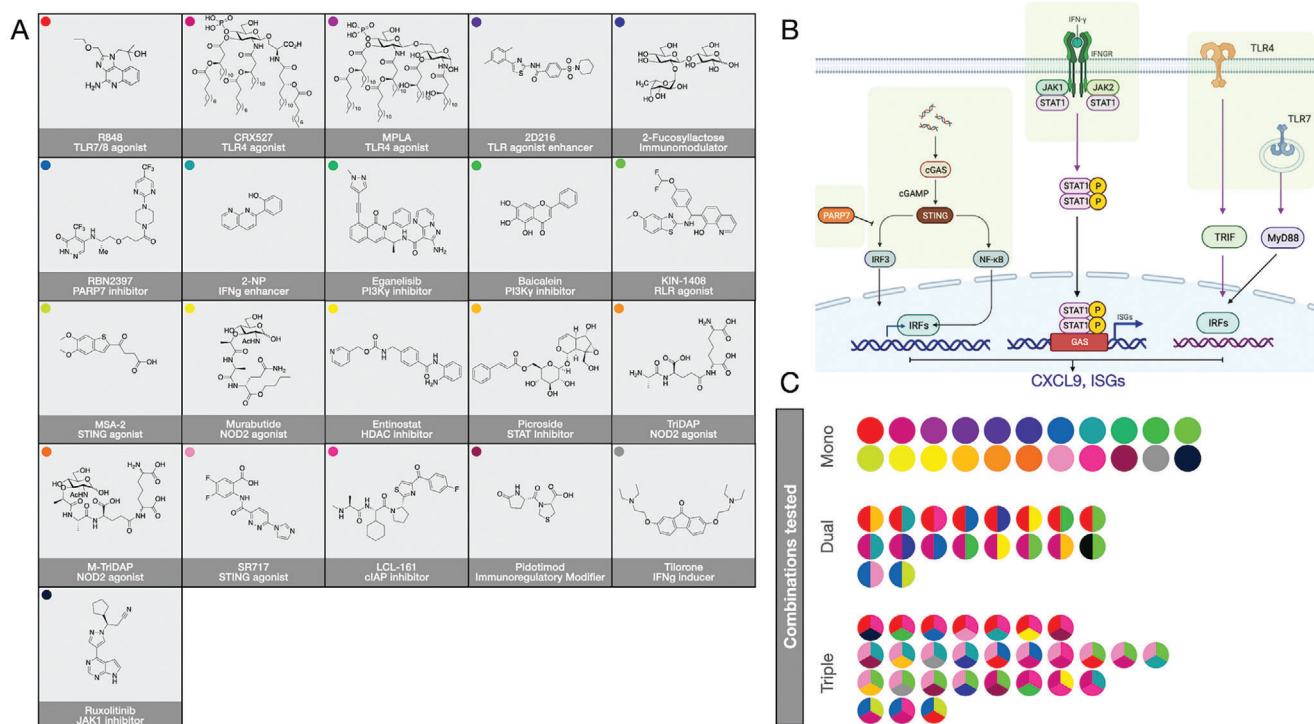 A
R848
TLR7/8 agonist
CRX527
TLR4 agonist
MPLA
TLR4 agonist
2D216
TLR agonist enhancer
2-Fucosyllactose
Immunomodulator
RBN2397
PARP7 inhibitor
2-NP
IFNg enhancer
Eganelisib
PI3Kγ inhibitor
Baicalein
PI3Kγ inhibitor
KIN-1408
RLR agonist
MSA-2
STING agonist
Murabutide
NOD2 agonist
Entinostat
HDAC inhibitor
Picroside
STAT Inhibitor
TriDAP
NOD2 agonist
M-TriDAP
NOD2 agonist
SR717
STING agonist
LCL-161
cIAP inhibitor
Pidotimod
Immunoregulatory Modifier
Tilorone
IFNg inducer
Ruxolitinib
JAK1 inhibitor
B
IFN-γ
IFNGR
JAK1
JAK2
STAT1
STAT1
TLR4
TLR7
cGAS
cGAMP
STING
PARP7
IRF3
NF-κB
STAT1 P
STAT1 P
TRIF
MyD88
STAT1 P
STAT1 P
GAS
ISGs
IRFs
IRFs
CXCL9, ISGs
C
Combinations tested
Mono
Dual
Triple